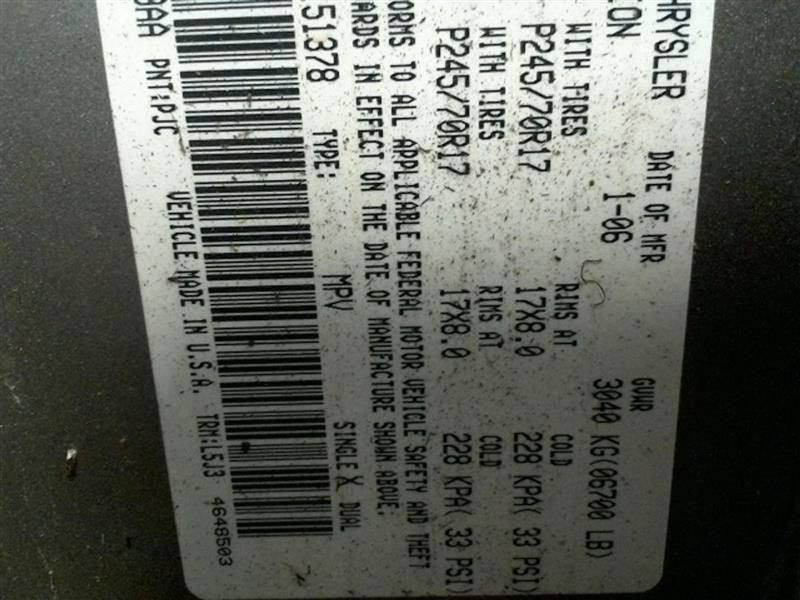 HRYSLER DATE OF MFR GVWR
ION 1-06 3040 KG(06700 LB)
WITH TIRES RIMS AT COLD
P245/70R17 17X8.0 228 KPA( 33 PSI)
WITH TIRES RIMS AT COLD
P245/70R17 17X8.0 228 KPA( 33 PSI)
ORMS TO ALL APPLICABLE FEDERAL MOTOR VEHICLE SAFETY AND THEFT
ARDS IN EFFECT ON THE DATE OF MANUFACTURE SHOWN ABOVE:
51378 TYPE: MPV SINGLE X DUAL
BAA PNT:PJC VEHICLE MADE IN U.S.A. TRM:L5J3 4648503